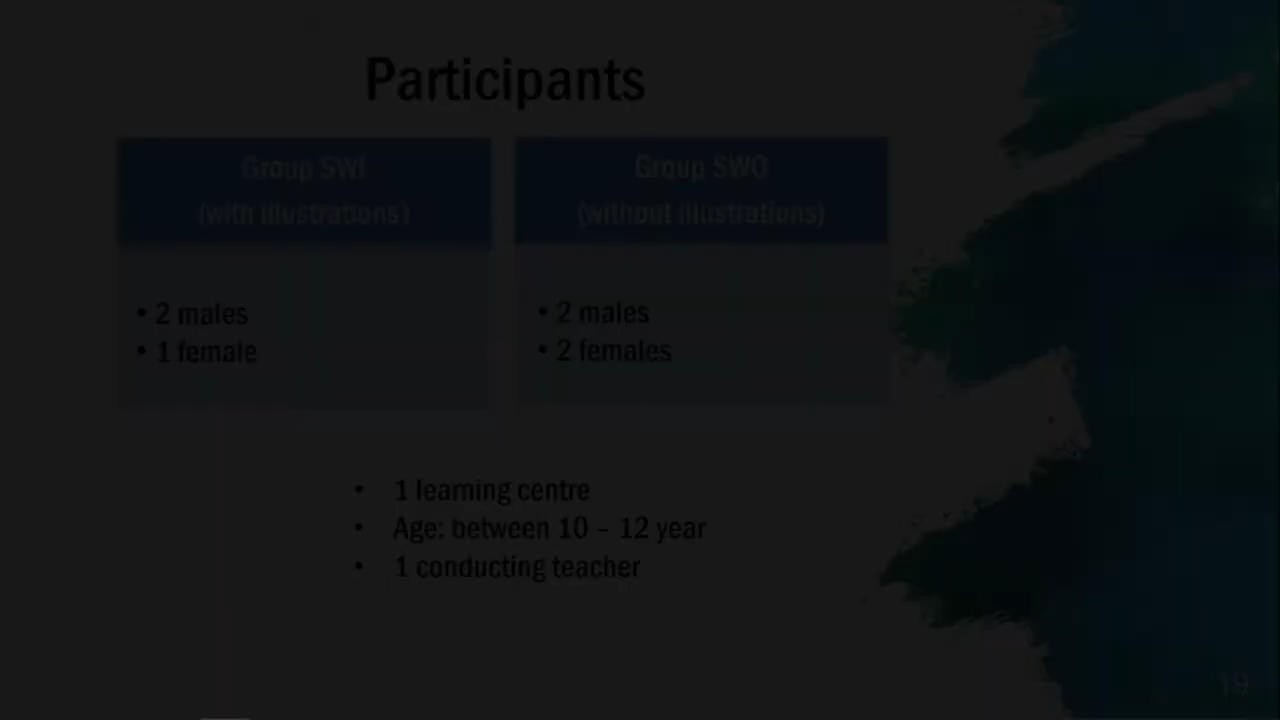 Participants
Group SWI
(with illustrations)
Group SWO
(without illustrations)
• 2 males
• 1 female
• 2 males
• 2 females
• 1 learning centre
• Age: between 10 – 12 year
• 1 conducting teacher
19